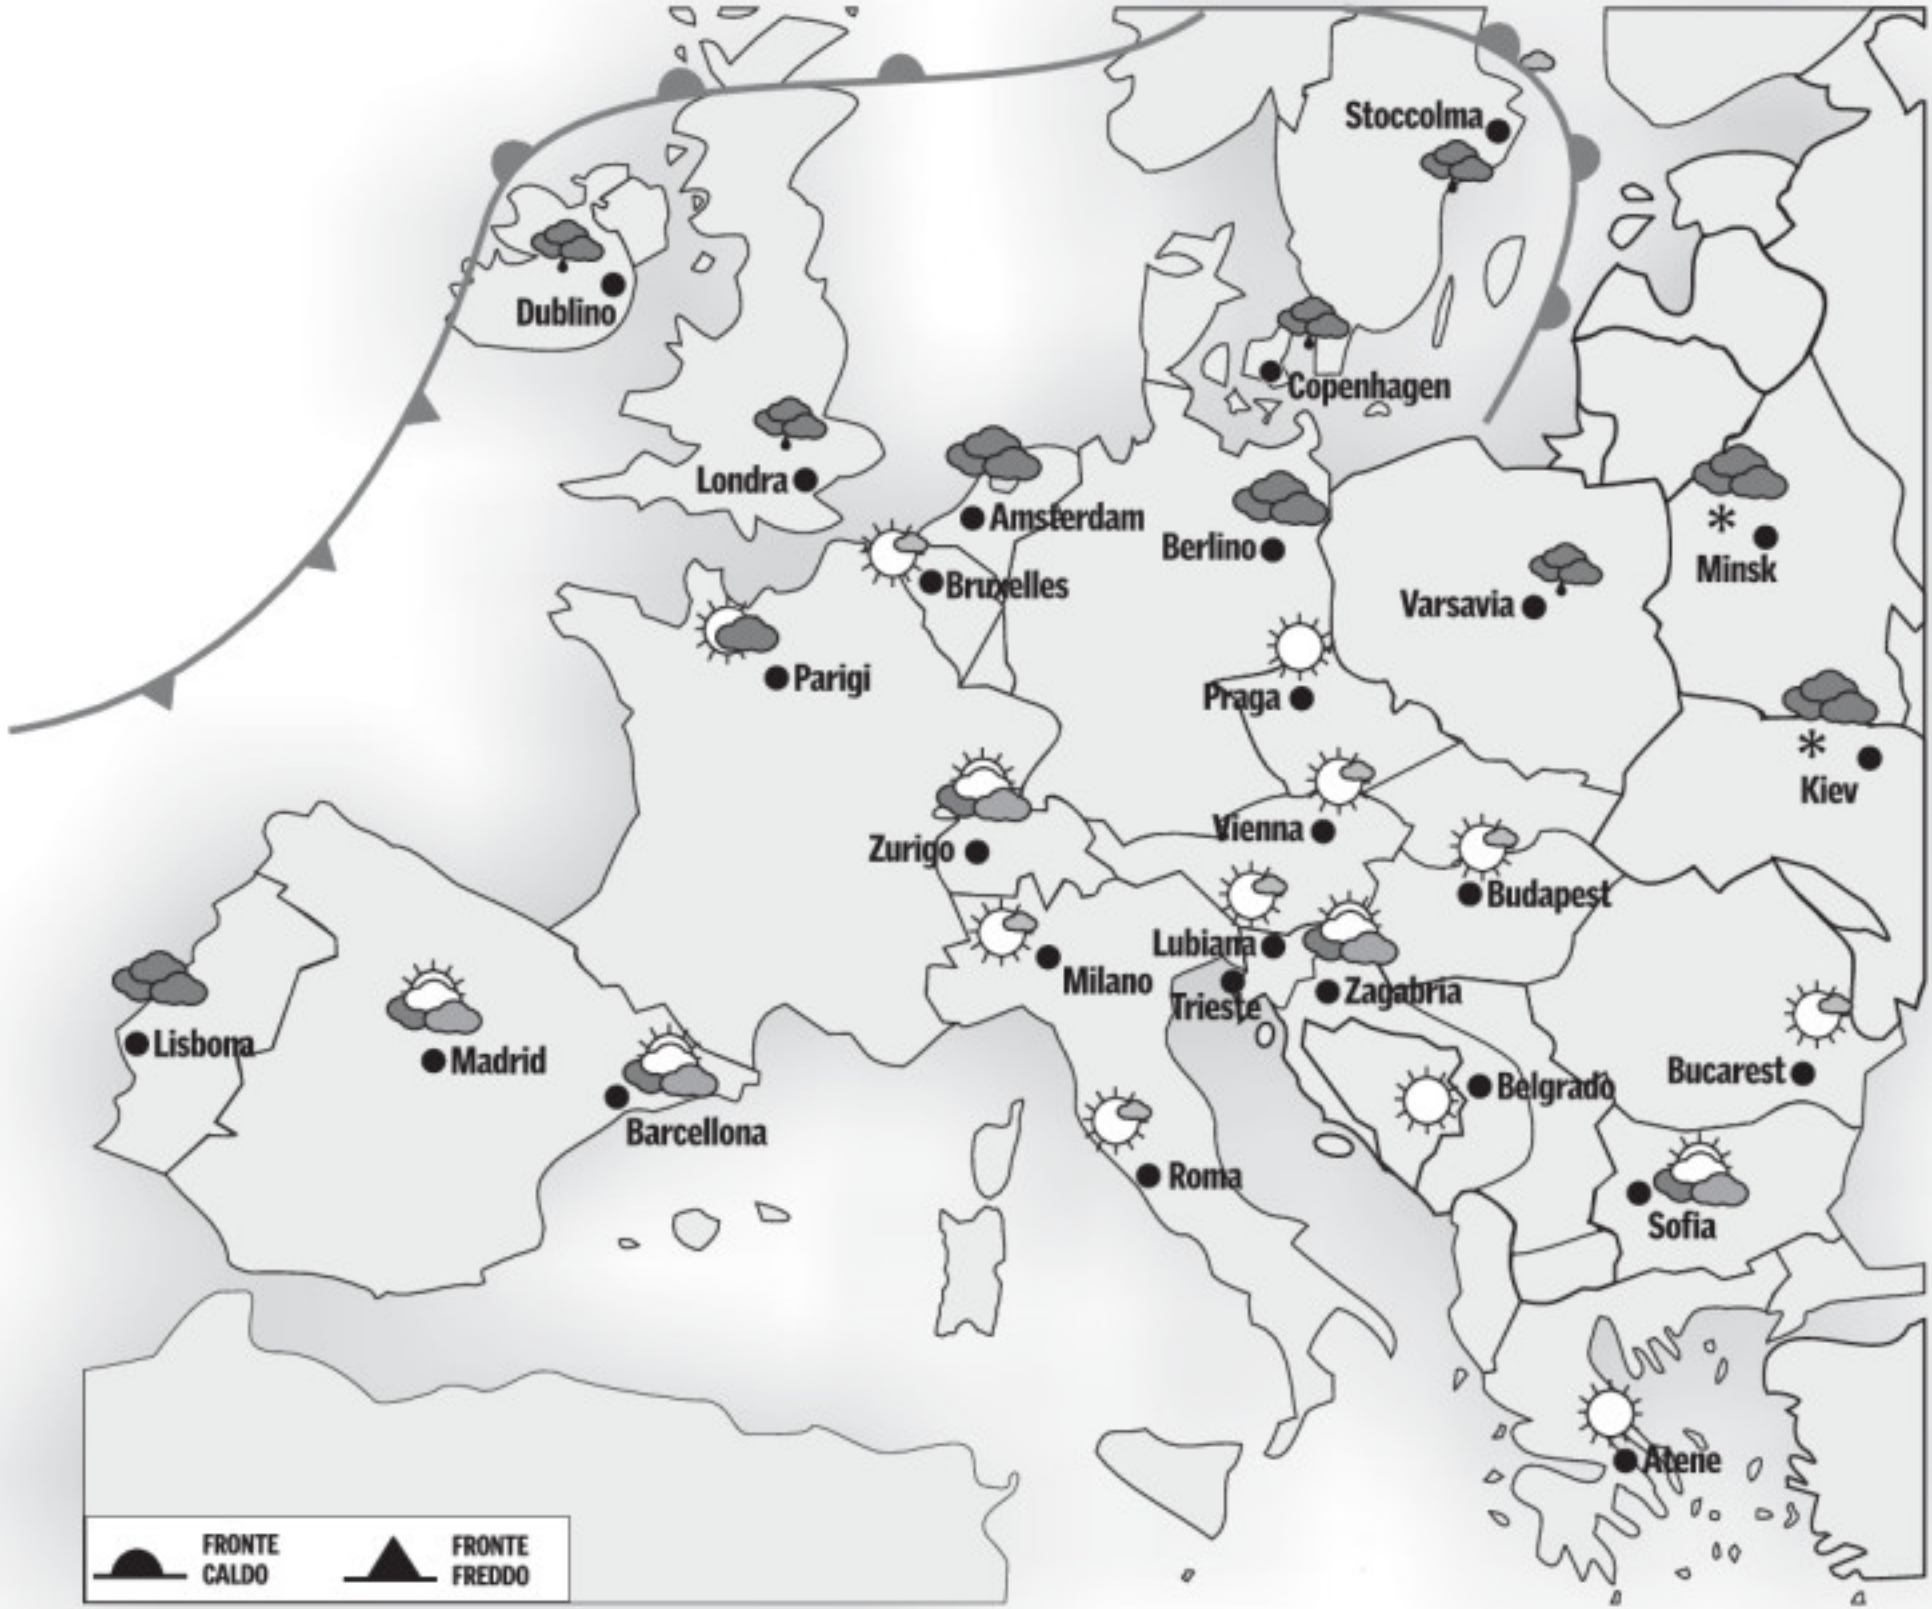 Stoccolma
Dublino
Copenhagen
Londra
Amsterdam
Berlino
Minsk
Bruxelles
Varsavia
Parigi
Praga
Kiev
Vienna
Zurigo
Budapest
Lubiana
Milano
Trieste
Zagabria
Lisbona
Madrid
Bucarest
Belgrado
Barcellona
Roma
Sofia
Atene
FRONTE
CALDO
FRONTE
FREDDO